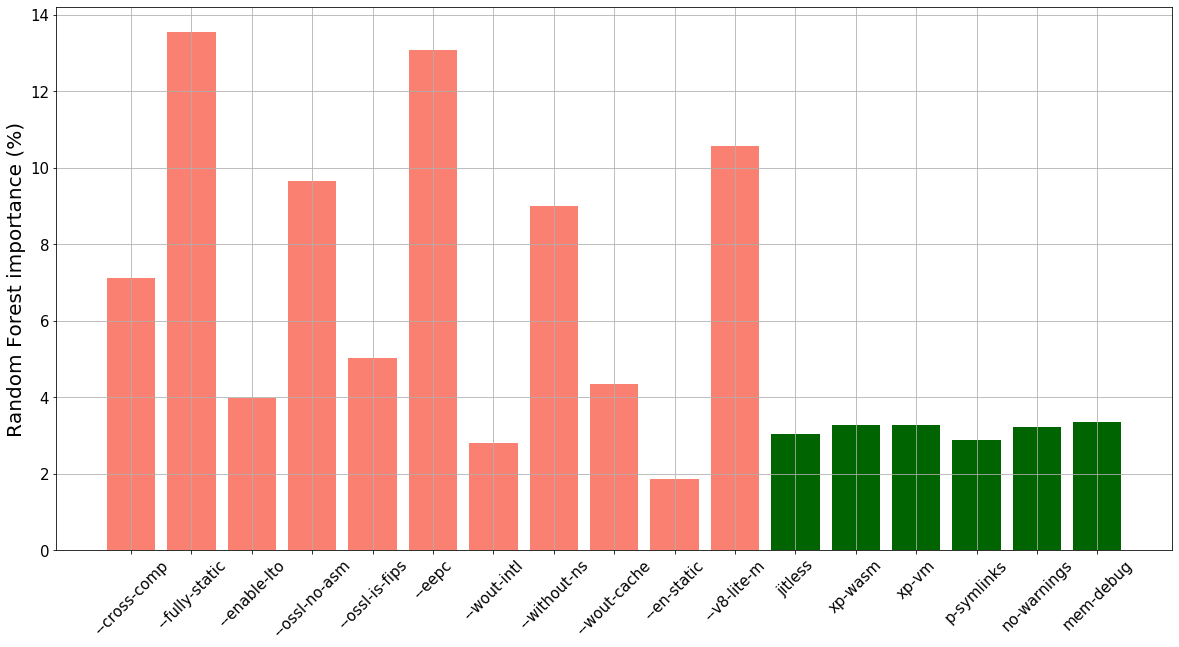 Random Forest importance (%)
14
12
10
8
6
4
2
0
--cross-comp
--fully-static
--enable-lto
--ossl-no-asm
--ossl-is-fips
--eepc
--wout-intl
--without-ns
--wout-cache
--en-static
--v8-lite-m
jitless
xp-wasm
xp-vm
p-symlinks
no-warnings
mem-debug